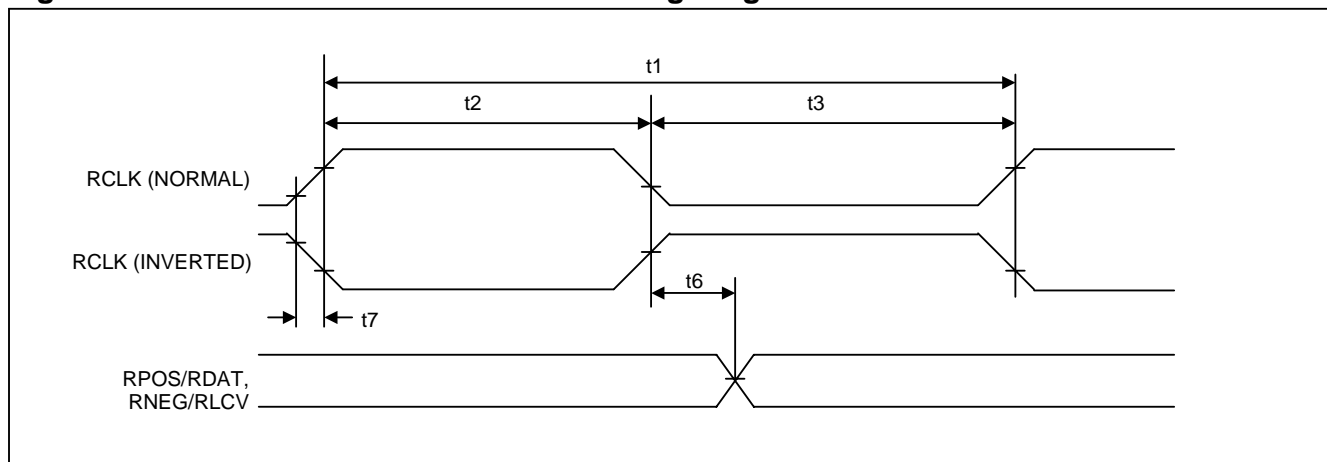 t1
t2
t3
RCLK (NORMAL)
RCLK (INVERTED)
t6
t7
RPOS/RDAT,
RNEG/RLCV